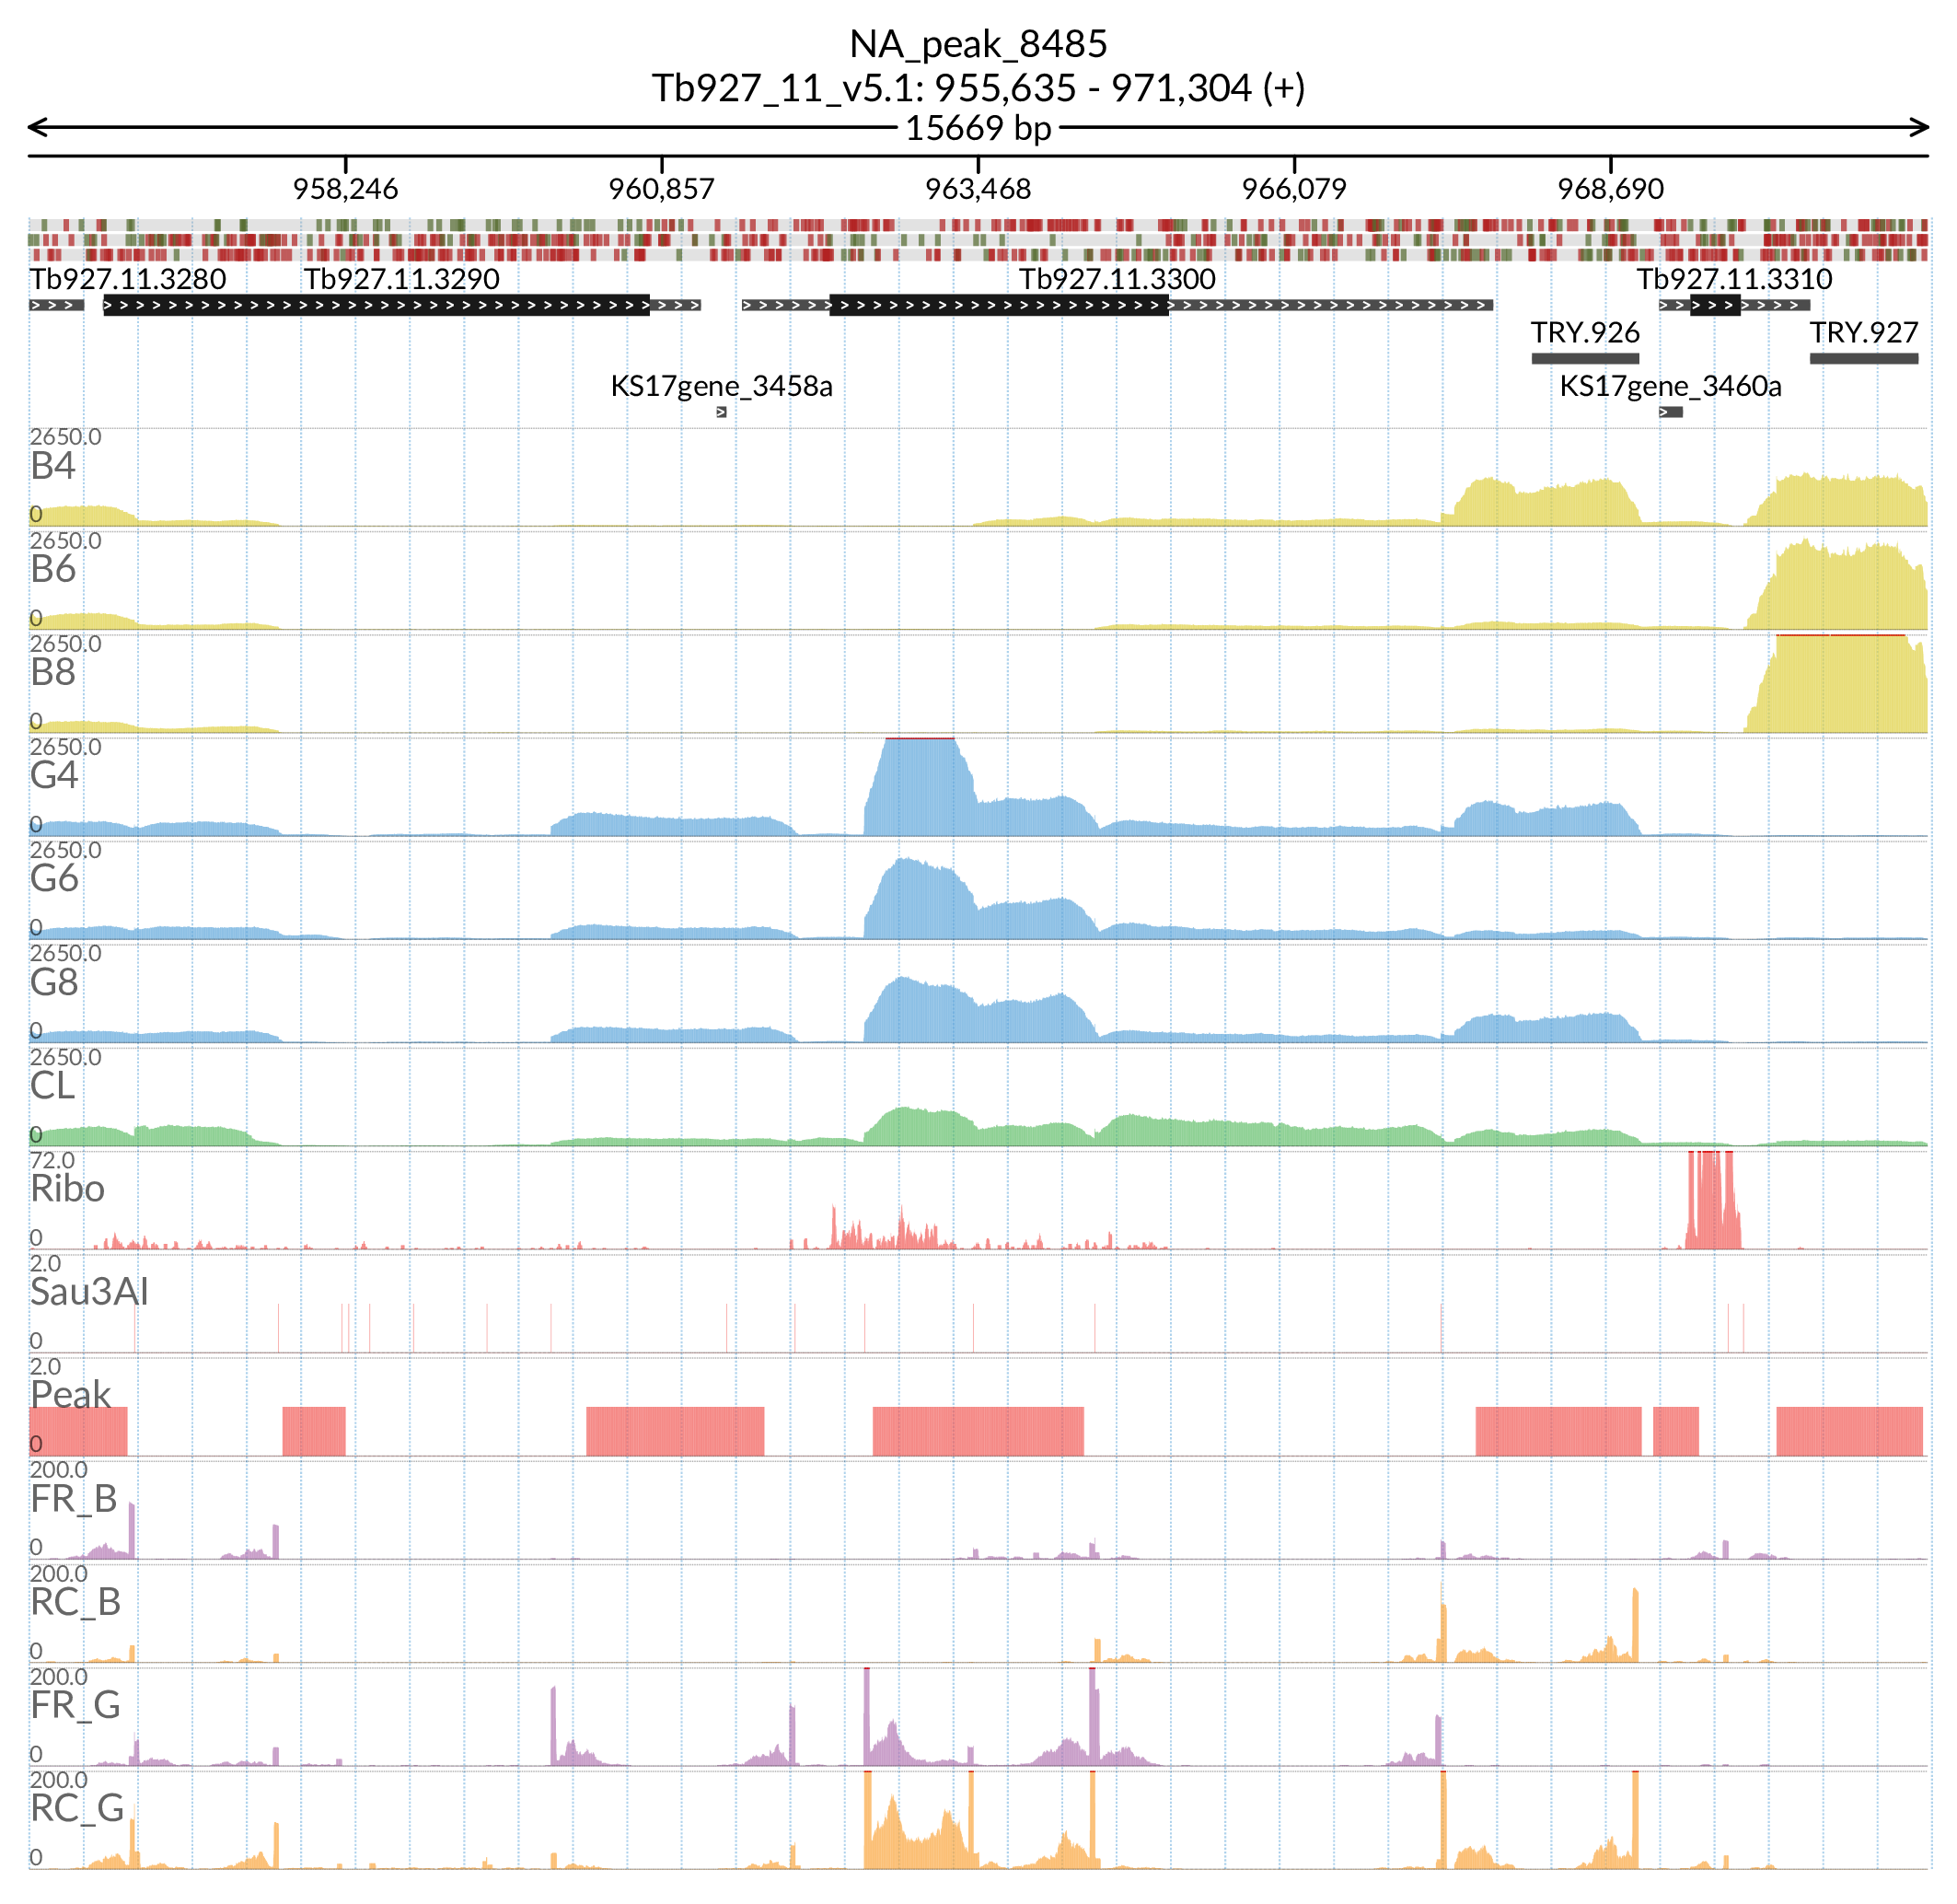 NA_peak_8485
Tb927_11_v5.1: 955,635 - 971,304 (+)
15669 bp
958,246 960,857 963,468 966,079 968,690
Tb927.11.3280 Tb927.11.3290 Tb927.11.3300 Tb927.11.3310
TRY.926 TRY.927
KS17gene_3458a KS17gene_3460a
2650.0
B4
0
2650.0
B6
0
2650.0
B8
0
2650.0
G4
0
2650.0
G6
0
2650.0
G8
0
2650.0
CL
0
72.0
Ribo
0
2.0
Sau3AI
0
2.0
Peak
0
200.0
FR_B
0
200.0
RC_B
0
200.0
FR_G
0
200.0
RC_G
0